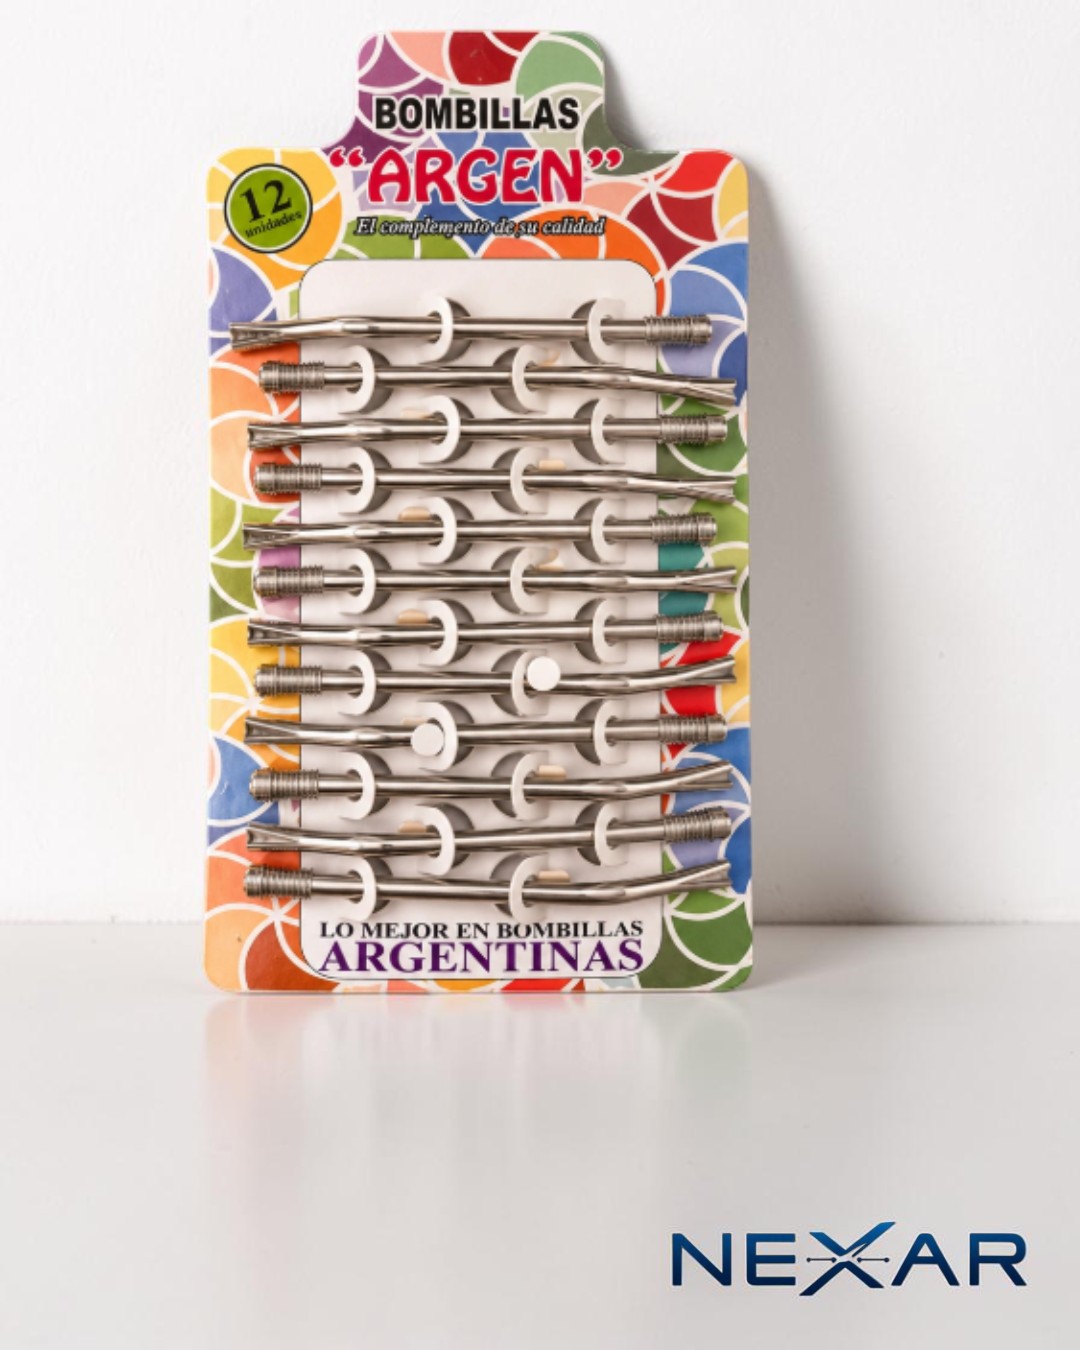 BOMBILLAS
“ARGEN”
El complemento de su calidad
12
unidades
LO MEJOR EN BOMBILLAS
ARGENTINAS
NEXAR